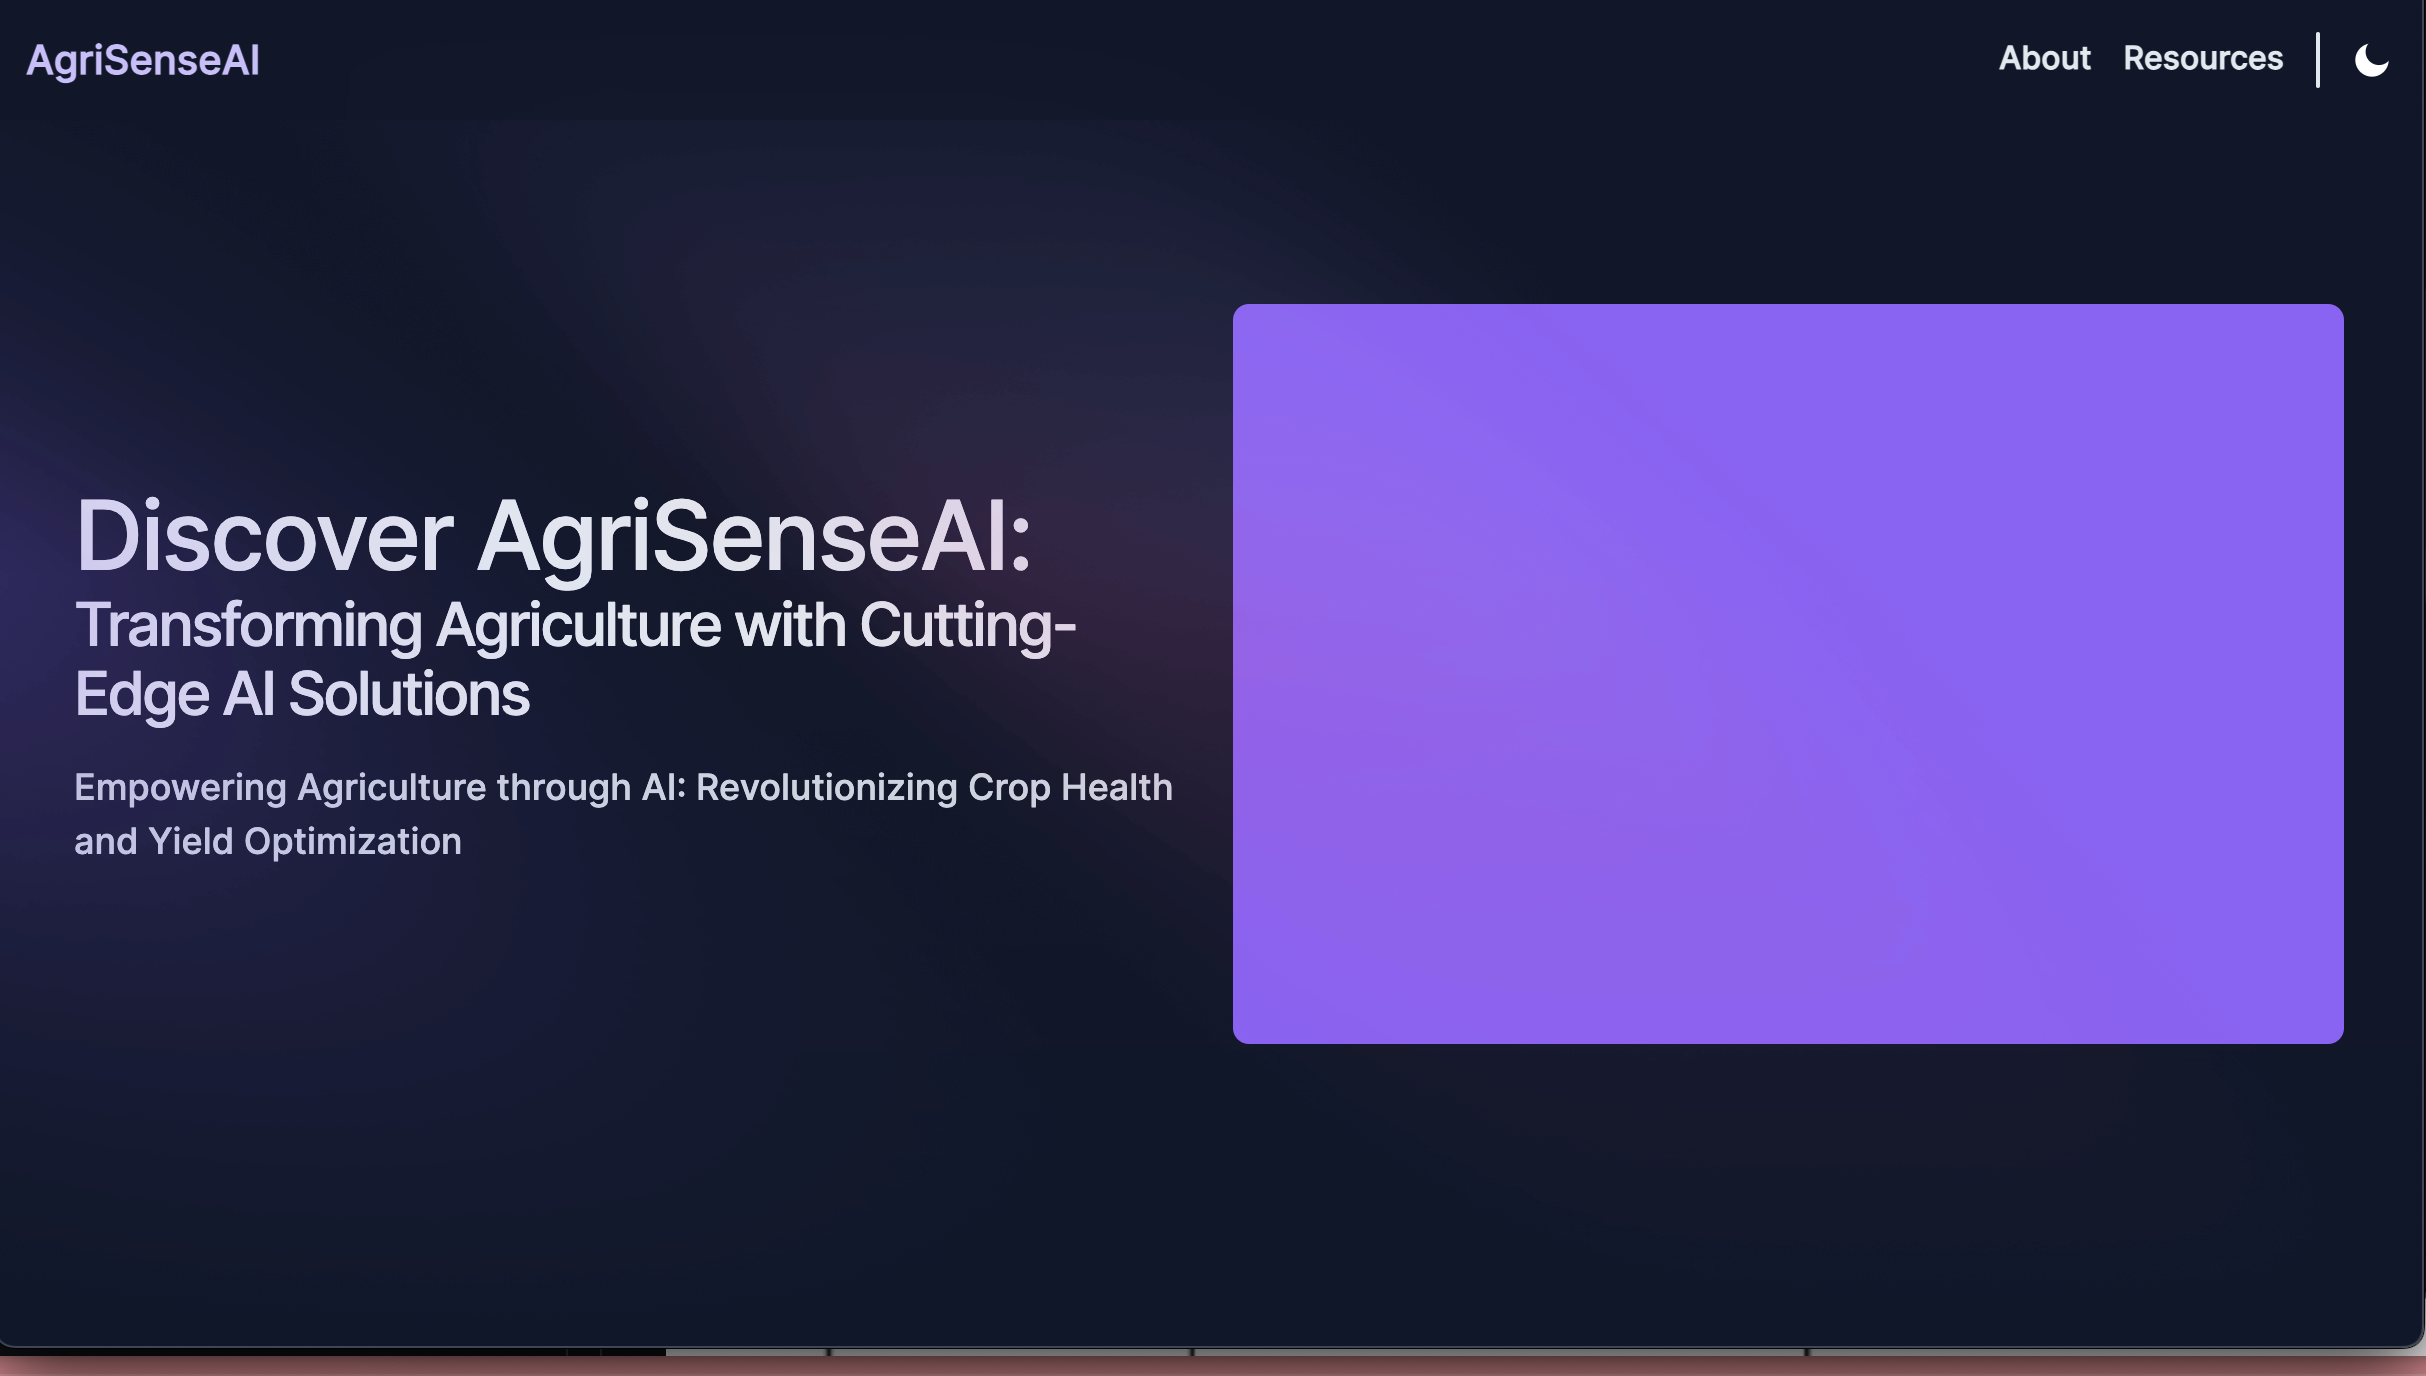 AgriSenseAI
About Resources
Discover AgriSenseAI:
Transforming Agriculture with Cutting-
Edge AI Solutions
Empowering Agriculture through AI: Revolutionizing Crop Health
and Yield Optimization